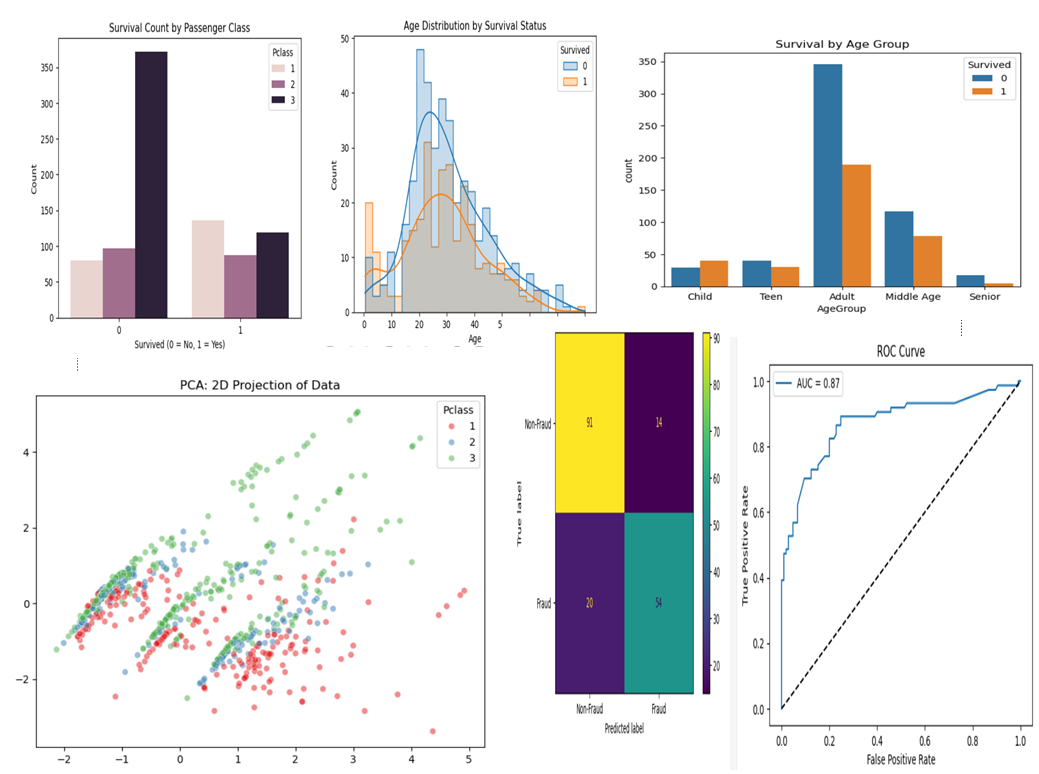 Survival Count by Passenger Class
Pclass
1
2
3
Count
350
300
250
200
150
100
50
0
0
1
Survived (0 = No, 1 = Yes)
Age Distribution by Survival Status
Survived
0
1
Count
50
40
30
20
10
0
0 10 20 30 40 5
Age
Survival by Age Group
Survived
0
1
count
350
300
250
200
150
100
50
0
Child Teen Adult Middle Age Senior
AgeGroup
PCA: 2D Projection of Data
Pclass
1
2
3
4
2
0
−2
−2 −1 0 1 2 3 4 5
True label
Non-Fraud
Fraud
91 14
20 54
Non-Fraud Fraud
Predicted label
90
80
70
60
50
40
30
20
ROC Curve
AUC = 0.87
True Positive Rate
1.0
0.8
0.6
0.4
0.2
0.0
0.0 0.2 0.4 0.6 0.8 1.0
False Positive Rate